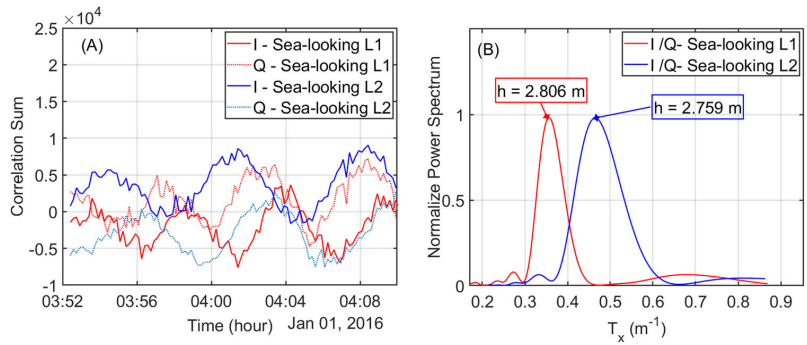 ×10^4
(A)
I - Sea-looking L1
Q - Sea-looking L1
I - Sea-looking L2
Q - Sea-looking L2
2.5
2
1.5
1
0.5
0
-0.5
-1
Correlation Sum
03:52
03:56
04:00
04:04
04:08
Time (hour)
Jan 01, 2016
(B)
I /Q- Sea-looking L1
I /Q- Sea-looking L2
h = 2.806 m
h = 2.759 m
1
0.5
0
Normalize Power Spectrum
0.2
0.3
0.4
0.5
0.6
0.7
0.8
0.9
T_x (m^-1)